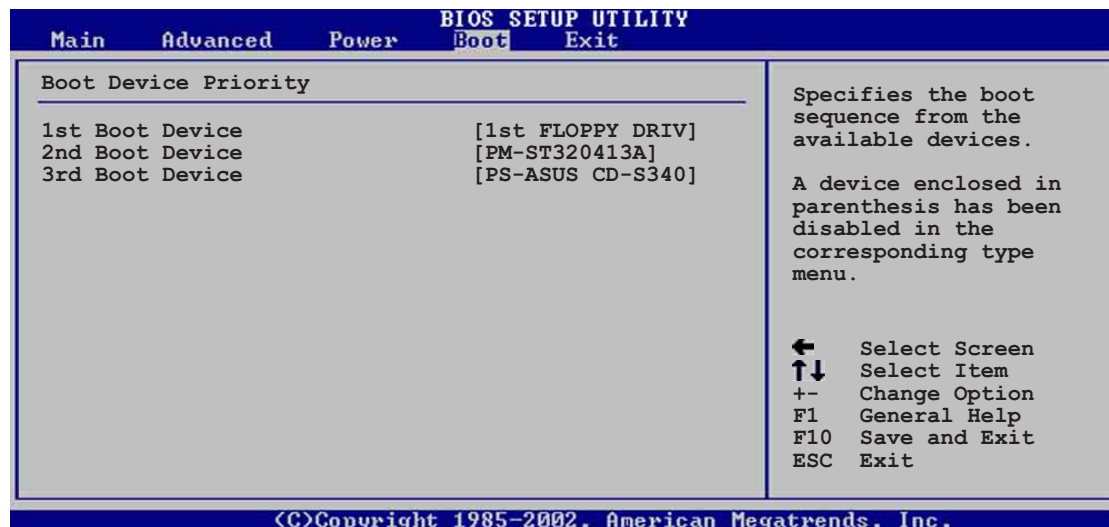 BIOS SETUP UTILITY
Main Advanced Power Boot Exit
Boot Device Priority
1st Boot Device [1st FLOPPY DRIV]
2nd Boot Device [PM-ST320413A]
3rd Boot Device [PS-ASUS CD-S340]
Specifies the boot
sequence from the
available devices.
A device enclosed in
parenthesis has been
disabled in the
corresponding type
menu.
← Select Screen
↑↓ Select Item
+- Change Option
F1 General Help
F10 Save and Exit
ESC Exit
(C)Copyright 1985-2002, American Megatrends, Inc.